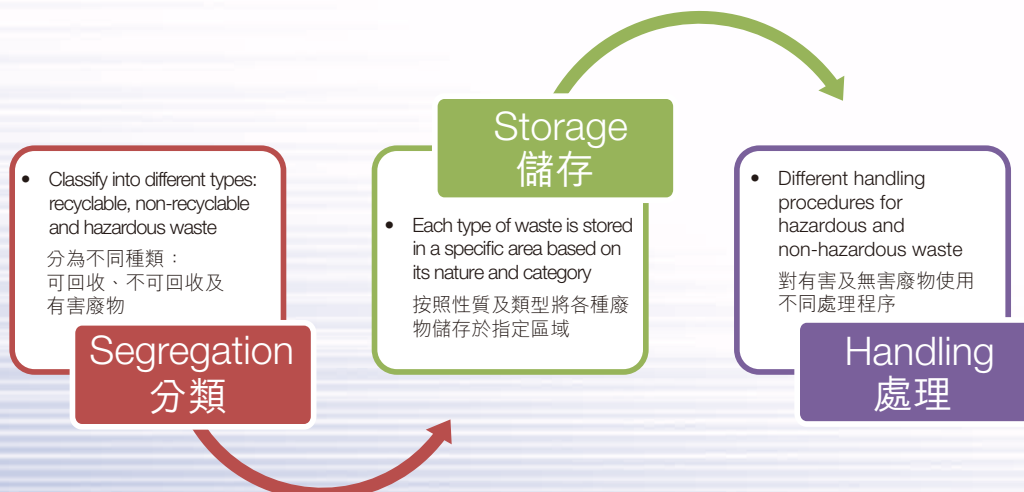 • Classify into different types:
recyclable, non-recyclable
and hazardous waste
分為不同種類：
可回收、不可回收及
有害廢物
Segregation
分類
Storage
儲存
• Each type of waste is stored
in a specific area based on
its nature and category
按照性質及類型將各種廢
物儲存於指定區域
• Different handling
procedures for
hazardous and
non-hazardous waste
對有害及無害廢物使用
不同處理程序
Handling
處理